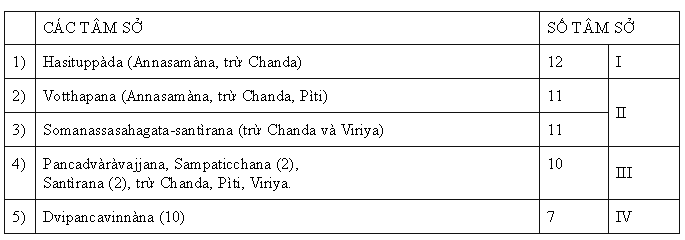 CÁC TÂM SỞ SỐ TÂM SỞ
1) Hasituppàda (Annasamàna, trừ Chanda) 12 I
2) Votthapana (Annasamàna, trừ Chanda, Pìti) 11
II
3) Somanassasahagata-santìrana (trừ Chanda và Viriya) 11
4) Pancadvàràvajjana, Sampaticchana (2), 10
Santìrana (2), trừ Chanda, Pìti, Viriya. III
5) Dvipancavinnàna (10) 7 IV